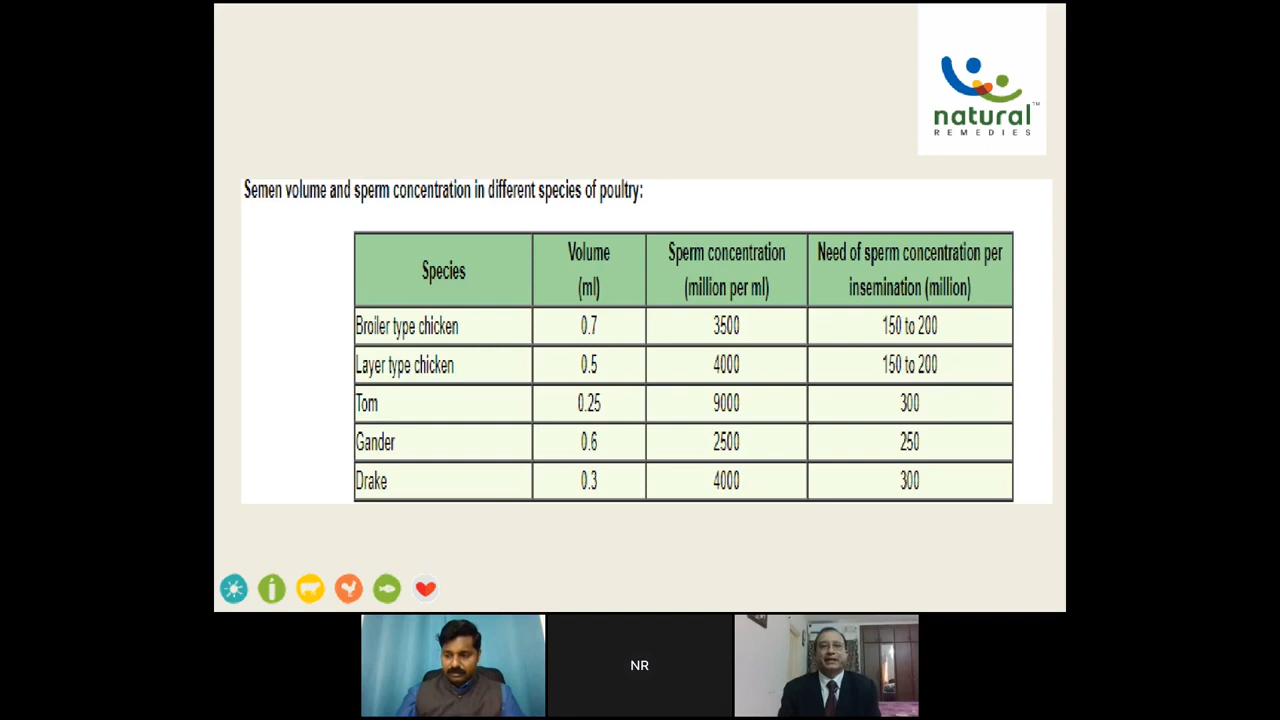 natural
REMEDIES
TM
Semen volume and sperm concentration in different species of poultry:
Species
Volume
(ml)
Sperm concentration
(million per ml)
Need of sperm concentration per
insemination (million)
Broiler type chicken 0.7 3500 150 to 200
Layer type chicken 0.5 4000 150 to 200
Tom 0.25 9000 300
Gander 0.6 2500 250
Drake 0.3 4000 300
NR